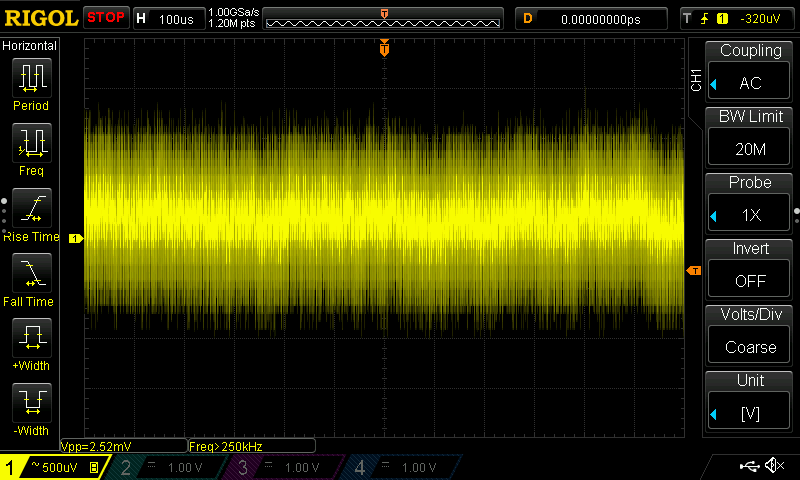 RIGOL STOP H 100us 1.00GSa/s 1.20M pts T D 0.00000000ps T 1 -320uV
Horizontal
Period
Freq
Rise Time
Fall Time
+Width
-Width
T
1
T
Vpp=2.52mV Freq>250kHz
CH1
Coupling
AC
BW Limit
20M
Probe
1X
Invert
OFF
Volts/Div
Coarse
Unit
[V]
1 ~ 500uV B 2 1.00 V 3 1.00 V 4 1.00 V